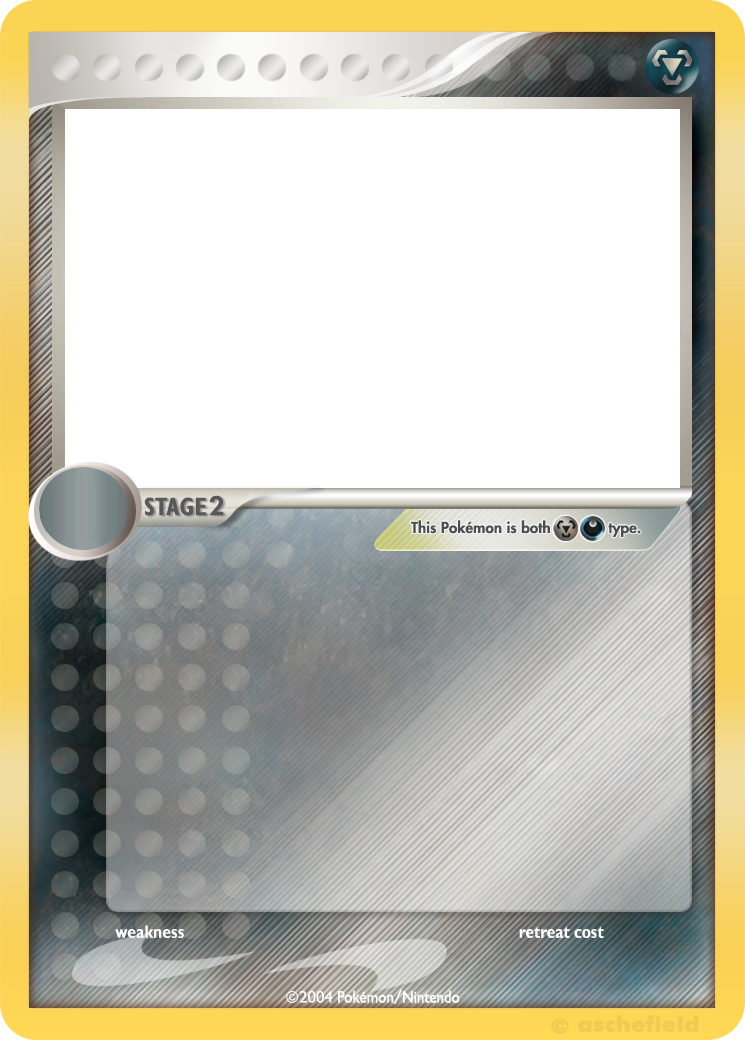 STAGE2
This Pokémon is both type.
weakness
retreat cost
©2004 Pokémon/Nintendo
© aschefield